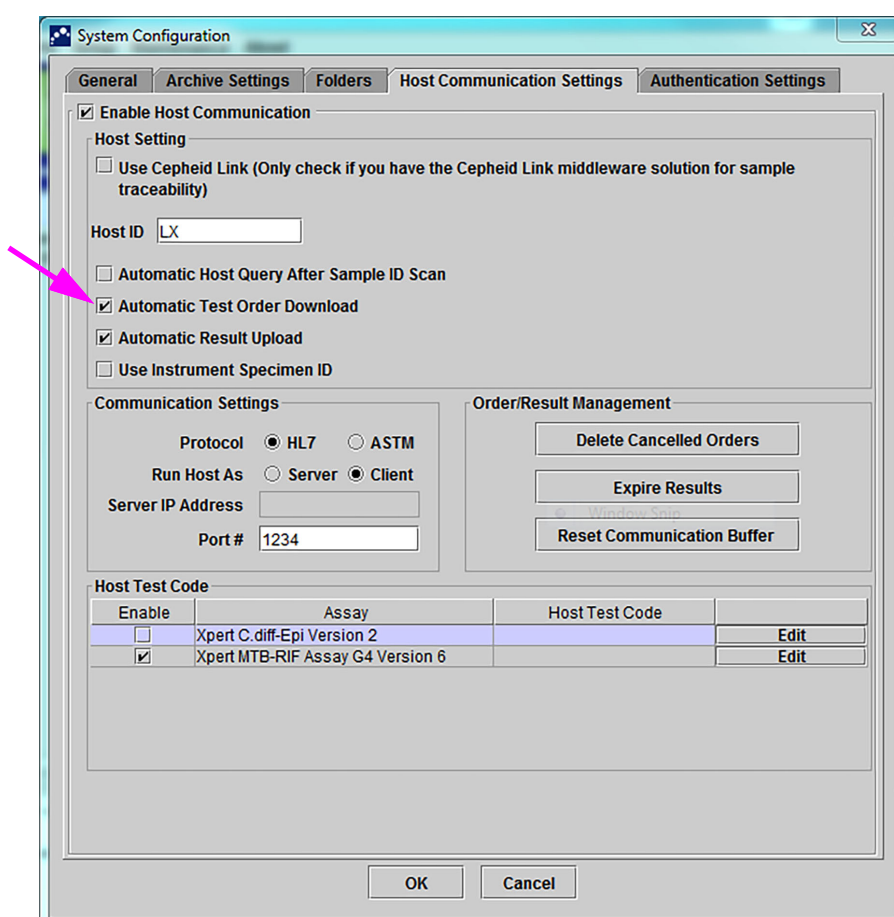 System Configuration
General Archive Settings Folders Host Communication Settings Authentication Settings
Enable Host Communication
Host Setting
Use Cepheid Link (Only check if you have the Cepheid Link middleware solution for sample
traceability)
Host ID LX
Automatic Host Query After Sample ID Scan
Automatic Test Order Download
Automatic Result Upload
Use Instrument Specimen ID
Communication Settings
Protocol HL7 ASTM
Run Host As Server Client
Server IP Address
Port # 1234
Order/Result Management
Delete Cancelled Orders
Expire Results
Window Snip
Reset Communication Buffer
Host Test Code
Enable Assay Host Test Code
Xpert C.diff-Epi Version 2 Edit
Xpert MTB-RIF Assay G4 Version 6 Edit
OK Cancel